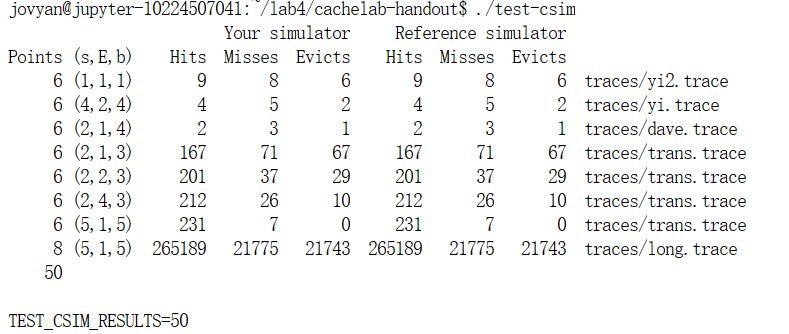 jovyan@jupyter-10224507041:~/lab4/cachelab-handout$ ./test-csim
Your simulator Reference simulator
Points (s,E,b) Hits Misses Evicts Hits Misses Evicts
6 (1,1,1) 9 8 6 9 8 6 traces/yi2.trace
6 (4,2,4) 4 5 2 4 5 2 traces/yi.trace
6 (2,1,4) 2 3 1 2 3 1 traces/dave.trace
6 (2,1,3) 167 71 67 167 71 67 traces/trans.trace
6 (2,2,3) 201 37 29 201 37 29 traces/trans.trace
6 (2,4,3) 212 26 10 212 26 10 traces/trans.trace
6 (5,1,5) 231 7 0 231 7 0 traces/trans.trace
8 (5,1,5) 265189 21775 21743 265189 21775 21743 traces/long.trace
50
TEST_CSIM_RESULTS=50